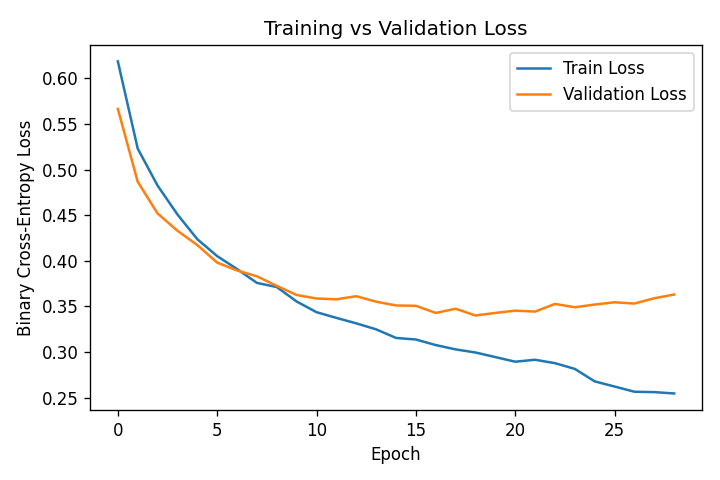 Training vs Validation Loss
Train Loss
Validation Loss
0.60
0.55
0.50
0.45
0.40
0.35
0.30
0.25
Binary Cross-Entropy Loss
0 5 10 15 20 25
Epoch